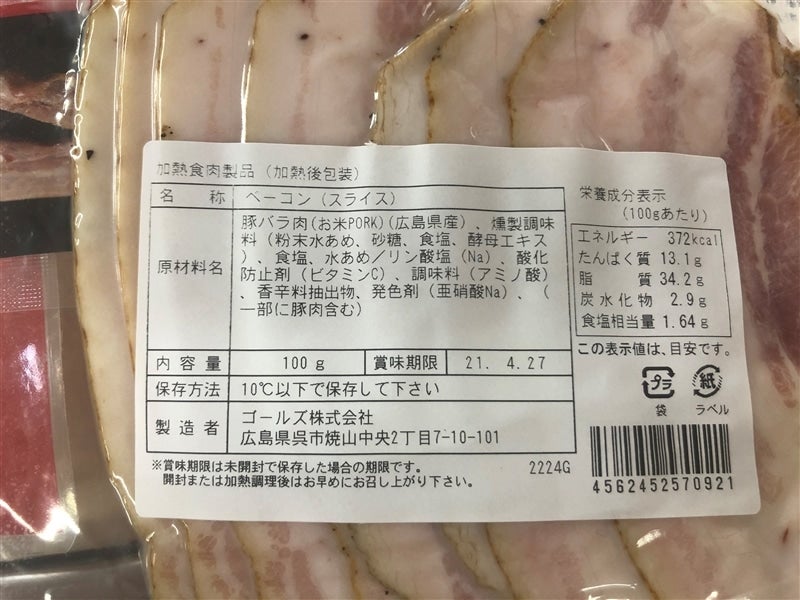 加熱食肉製品（加熱後包装）
名称 ベーコン（スライス）
原材料名
豚バラ肉(お米PORK)(広島県産)、燻製調味
料（粉末水あめ、砂糖、食塩、酵母エキス
）、食塩、水あめ／リン酸塩（Na）、酸化
防止剤（ビタミンC）、調味料（アミノ酸）
、香辛料抽出物、発色剤（亜硝酸Na）、（
一部に豚肉含む）
内容量 100g 賞味期限 21. 4.27
保存方法 10℃以下で保存して下さい
製造者
ゴールズ株式会社
広島県呉市焼山中央2丁目7-10-101
※賞味期限は未開封で保存した場合の期限です。
開封または加熱調理後はお早めにお召し上がり下さい。
2224G
栄養成分表示
（100gあたり）
エネルギー 372kcal
たんぱく質 13.1g
脂質 34.2g
炭水化物 2.9g
食塩相当量 1.64g
この表示値は、目安です。
プラ 紙
袋 ラベル
4562452570921